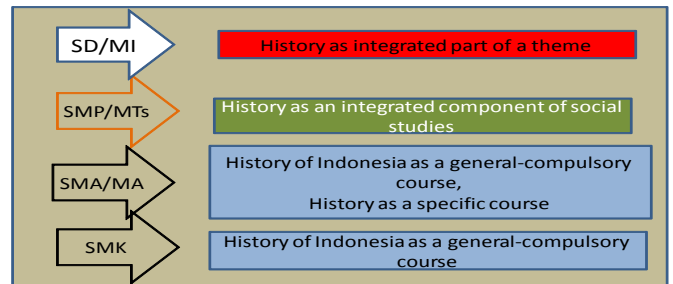 SD/MI
History as integrated part of a theme
SMP/MTs
History as an integrated component of social
studies
SMA/MA
History of Indonesia as a general-compulsory
course,
History as a specific course
SMK
History of Indonesia as a general-compulsory
course